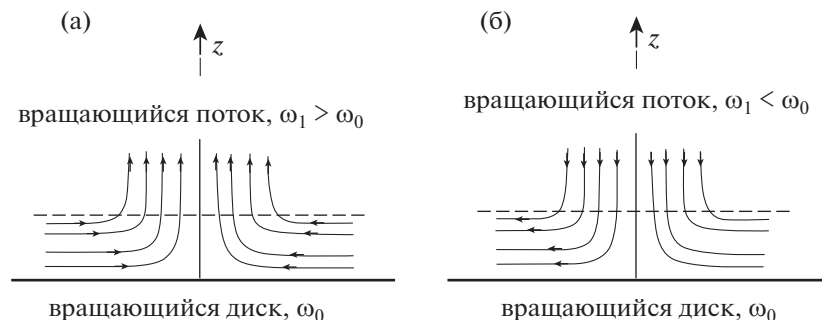 (а)
z
вращающийся поток, ω₁ > ω₀
вращающийся диск, ω₀
(б)
z
вращающийся поток, ω₁ < ω₀
вращающийся диск, ω₀